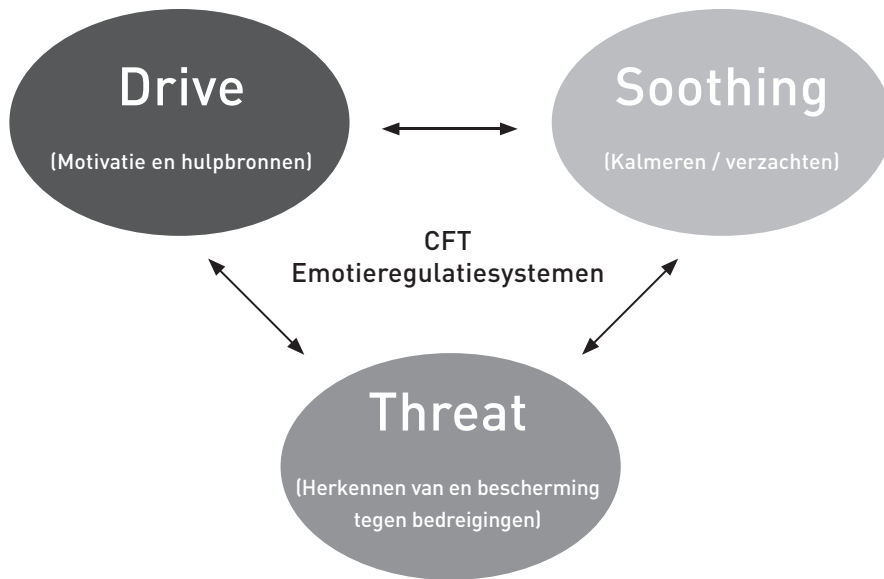 Drive
(Motivatie en hulpbronnen)
Soothing
(Kalmeren / verzachten)
CFT
Emotieregulatiesystemen
Threat
(Herkennen van en bescherming
tegen bedreigingen)